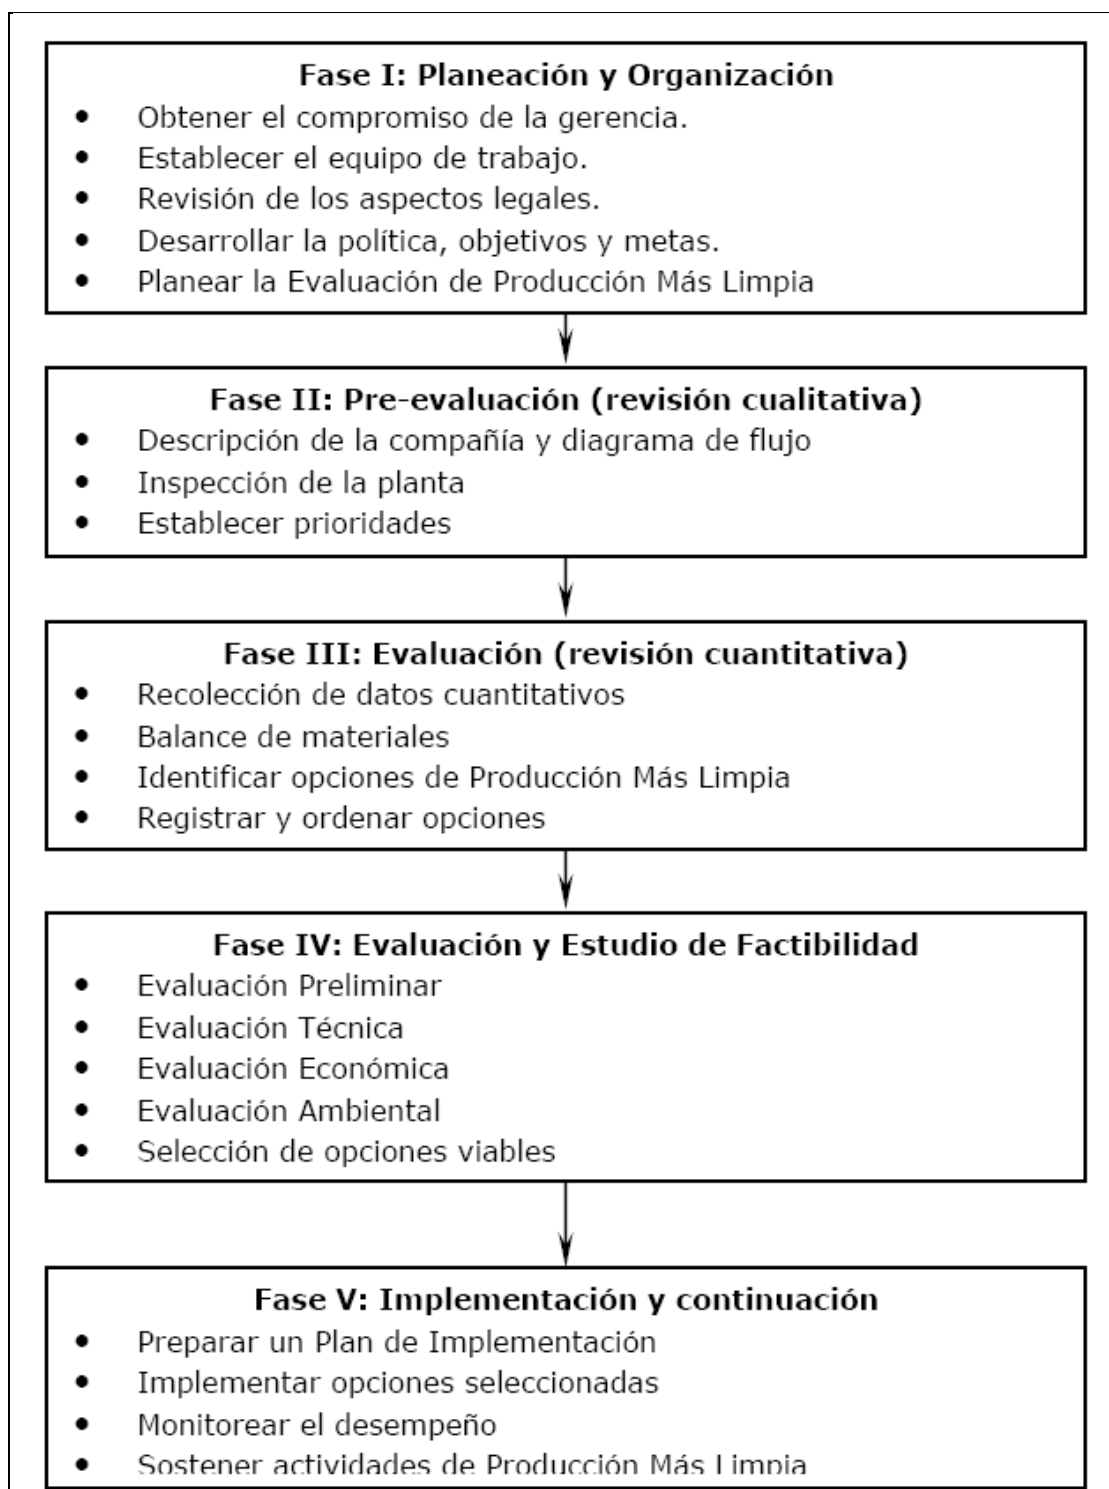 Fase I: Planeación y Organización
• Obtener el compromiso de la gerencia.
• Establecer el equipo de trabajo.
• Revisión de los aspectos legales.
• Desarrollar la política, objetivos y metas.
• Planear la Evaluación de Producción Más Limpia
Fase II: Pre-evaluación (revisión cualitativa)
• Descripción de la compañía y diagrama de flujo
• Inspección de la planta
• Establecer prioridades
Fase III: Evaluación (revisión cuantitativa)
• Recolección de datos cuantitativos
• Balance de materiales
• Identificar opciones de Producción Más Limpia
• Registrar y ordenar opciones
Fase IV: Evaluación y Estudio de Factibilidad
• Evaluación Preliminar
• Evaluación Técnica
• Evaluación Económica
• Evaluación Ambiental
• Selección de opciones viables
Fase V: Implementación y continuación
• Preparar un Plan de Implementación
• Implementar opciones seleccionadas
• Monitorear el desempeño
• Sostener actividades de Producción Más Limpia